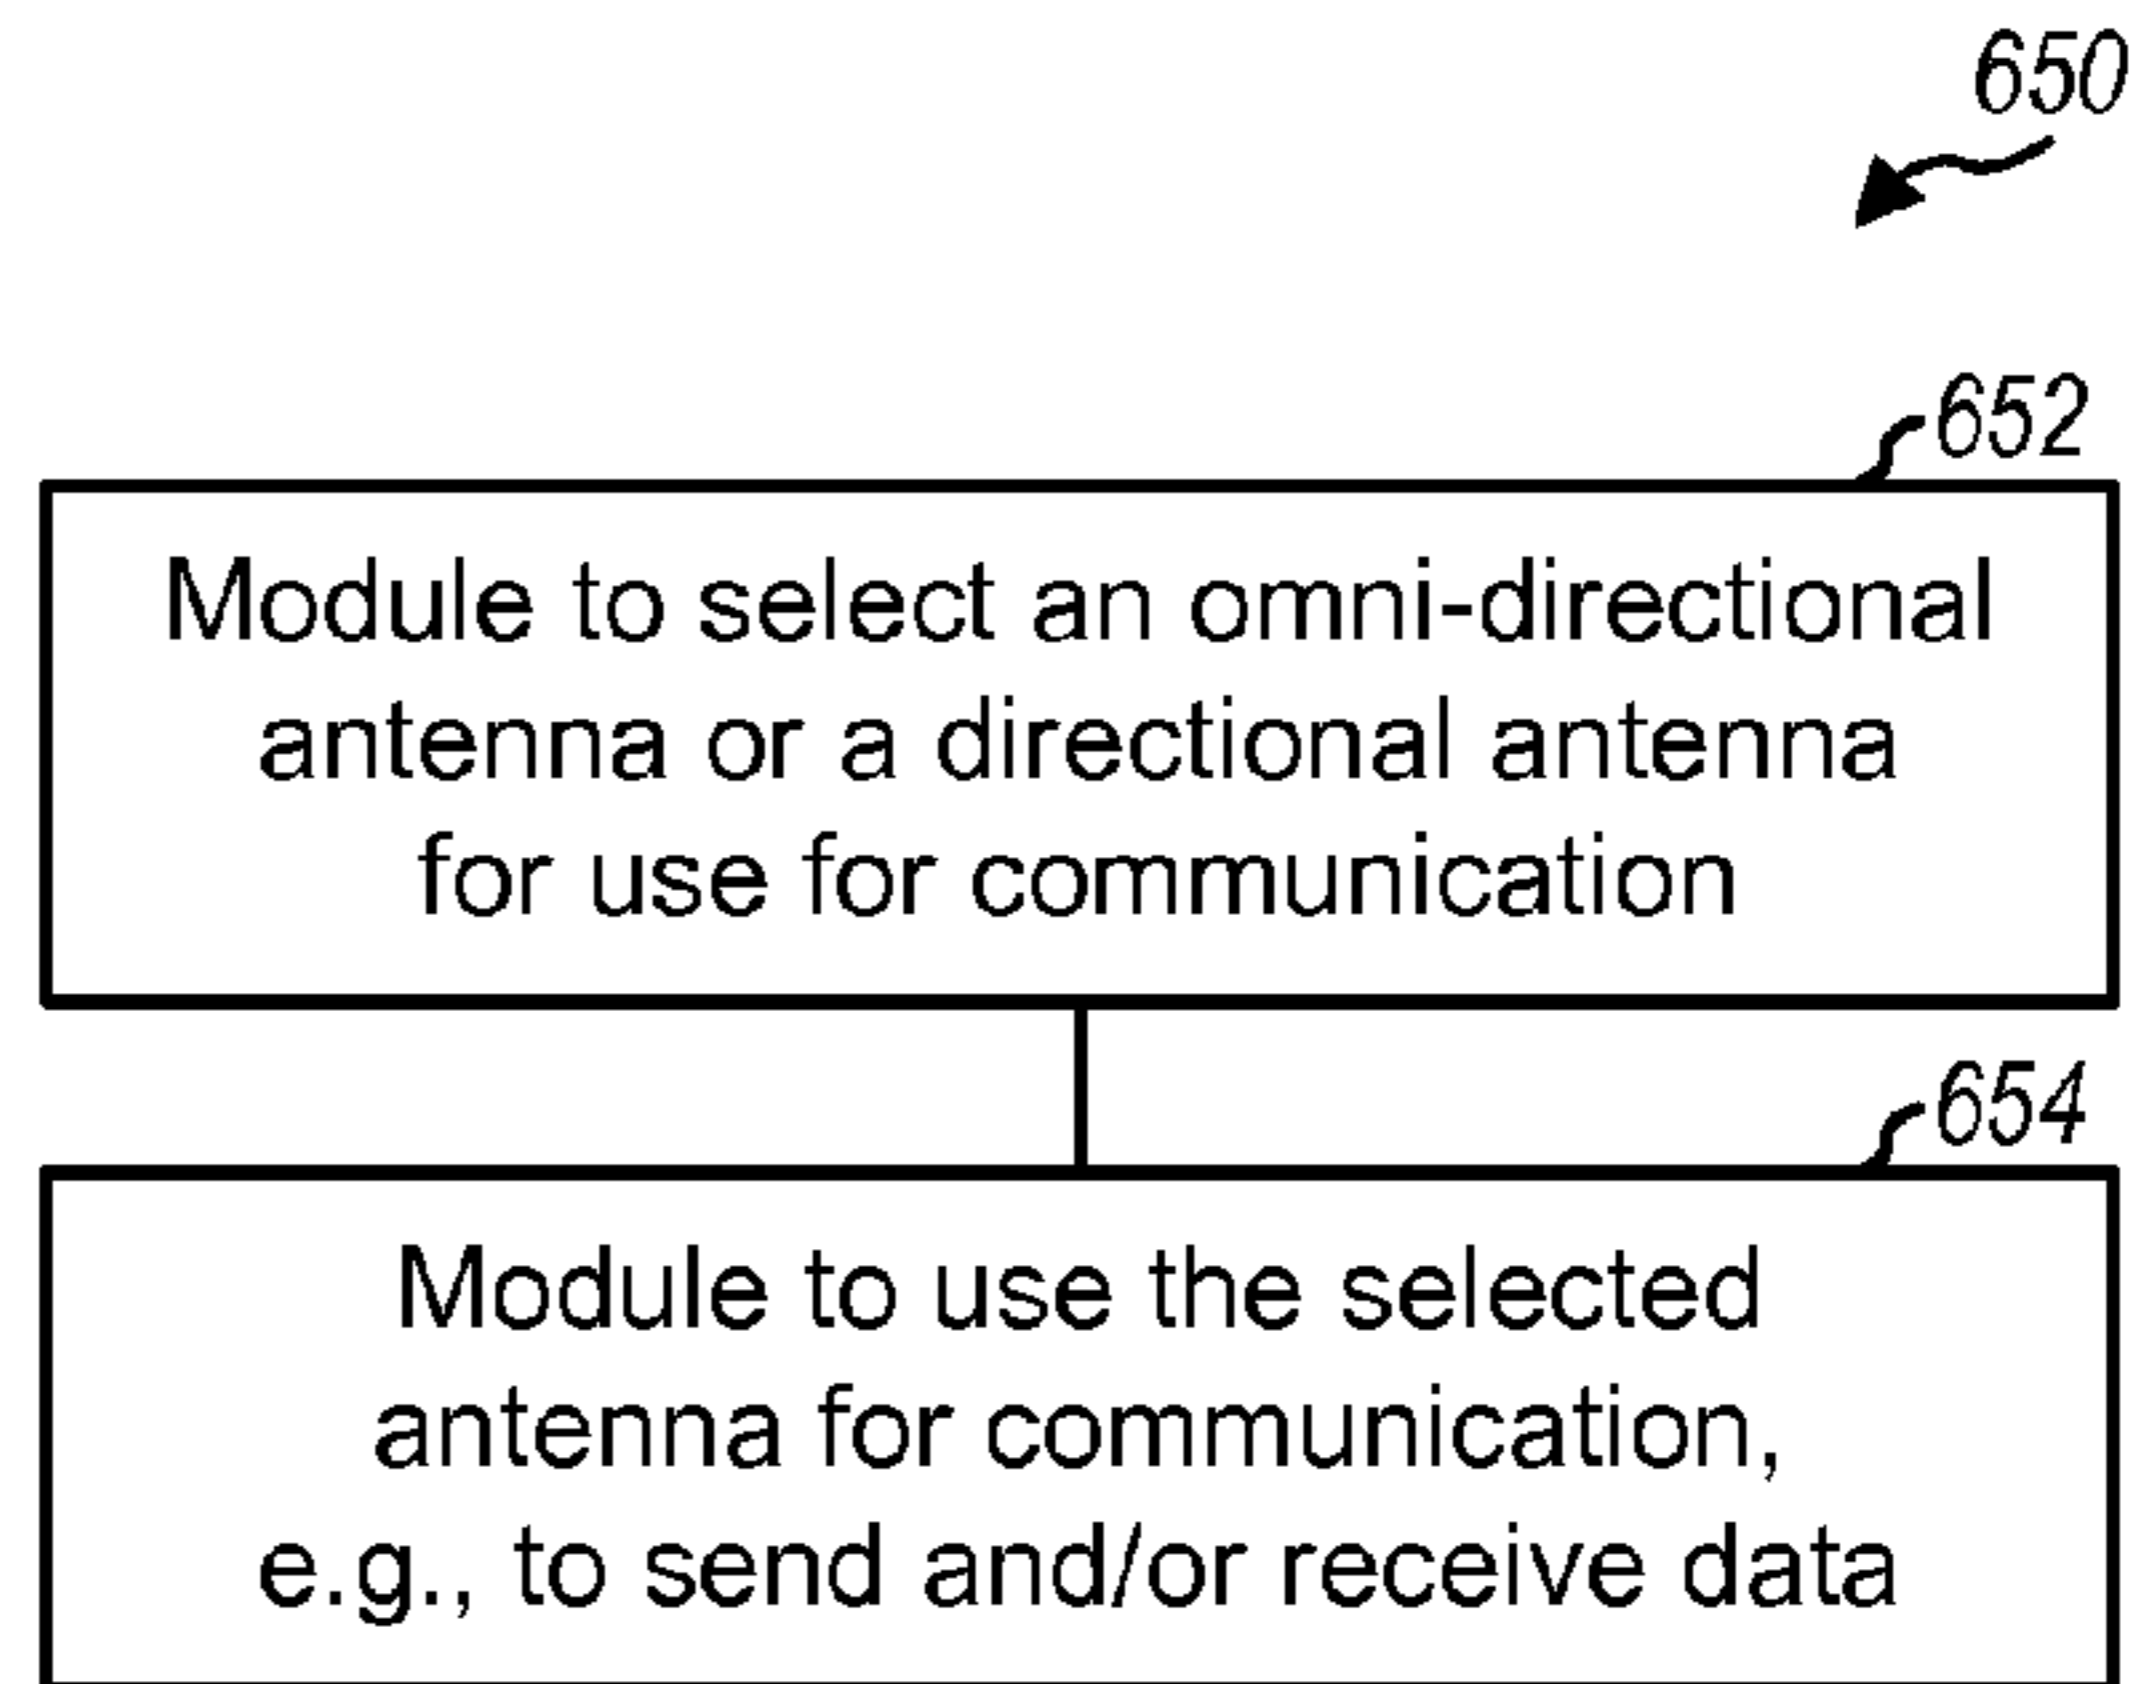 650
652
Module to select an omni-directional
antenna or a directional antenna
for use for communication
654
Module to use the selected
antenna for communication,
e.g., to send and/or receive data